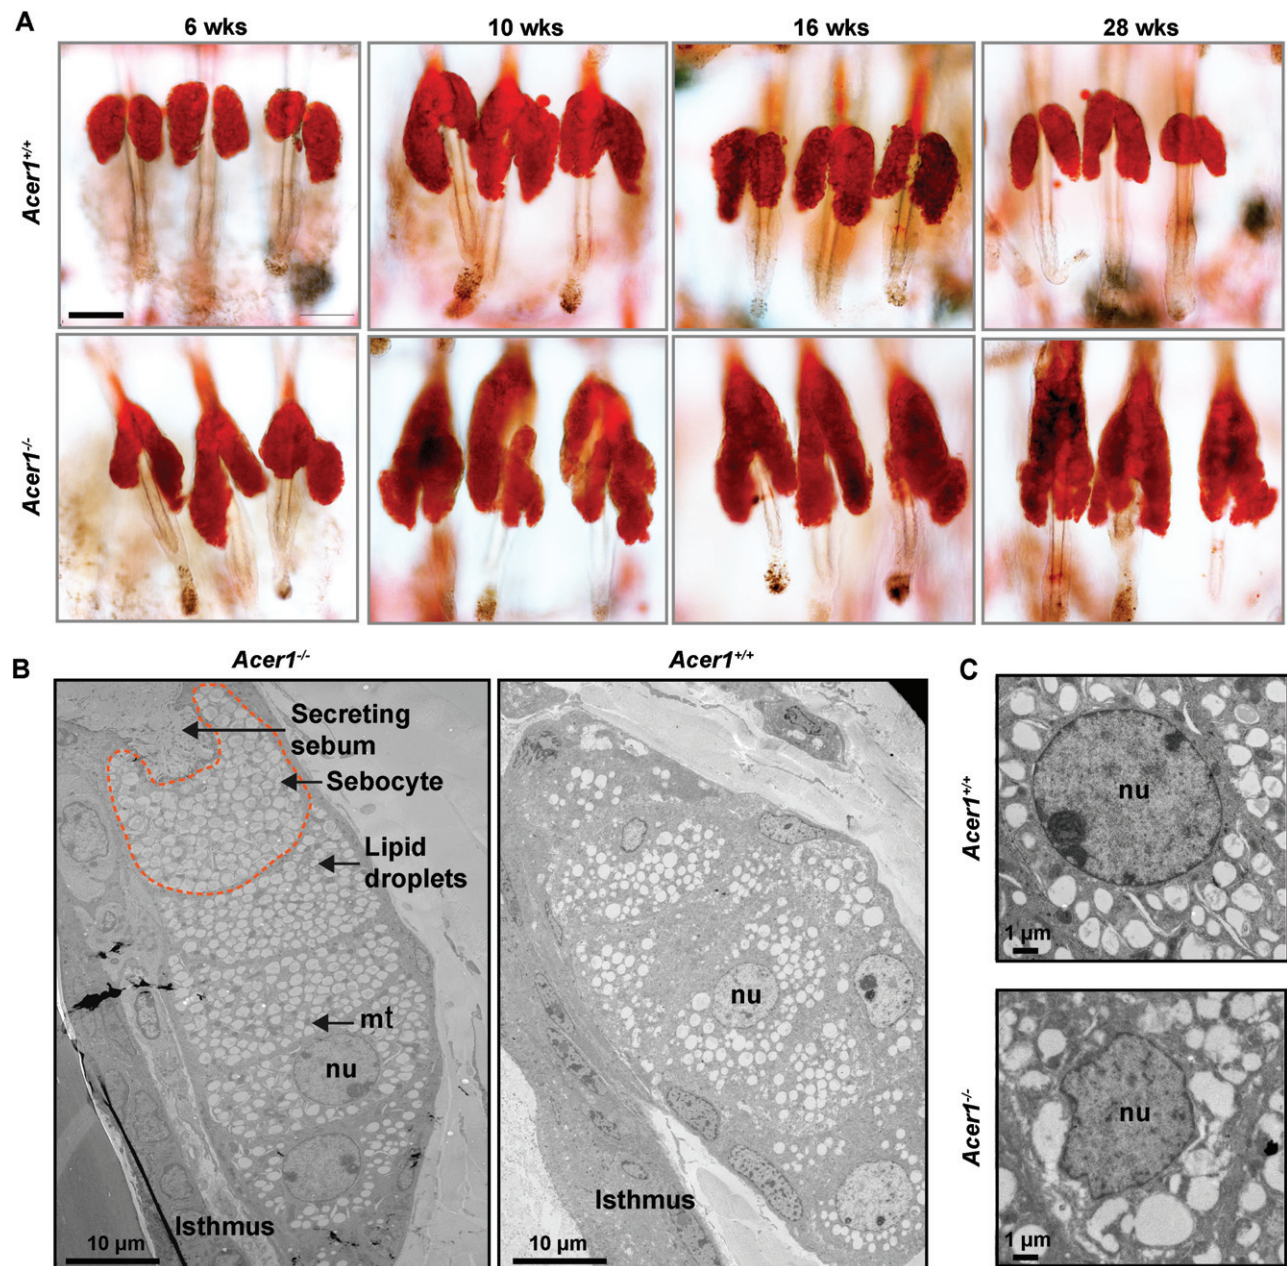 A
6 wks
10 wks
16 wks
28 wks
Acer1+/+
Acer1-/-
B
Acer1-/-
Acer1+/+
C
Secreting
sebum
Sebocyte
Lipid
droplets
mt
nu
Isthmus
10 µm
nu
Isthmus
10 µm
Acer1+/+
nu
1 µm
Acer1-/-
nu
1 µm